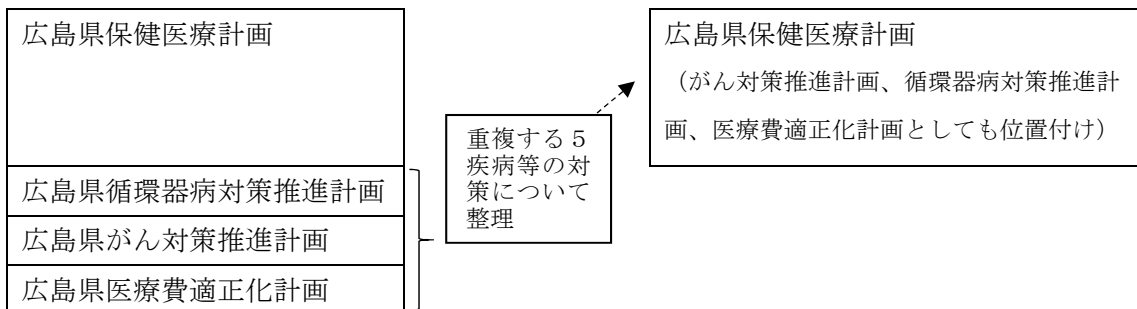 広島県保健医療計画
広島県循環器病対策推進計画
広島県がん対策推進計画
広島県医療費適正化計画
重複する５
疾病等の対
策について
整理
広島県保健医療計画
（がん対策推進計画、循環器病対策推進計
画、医療費適正化計画としても位置付け）